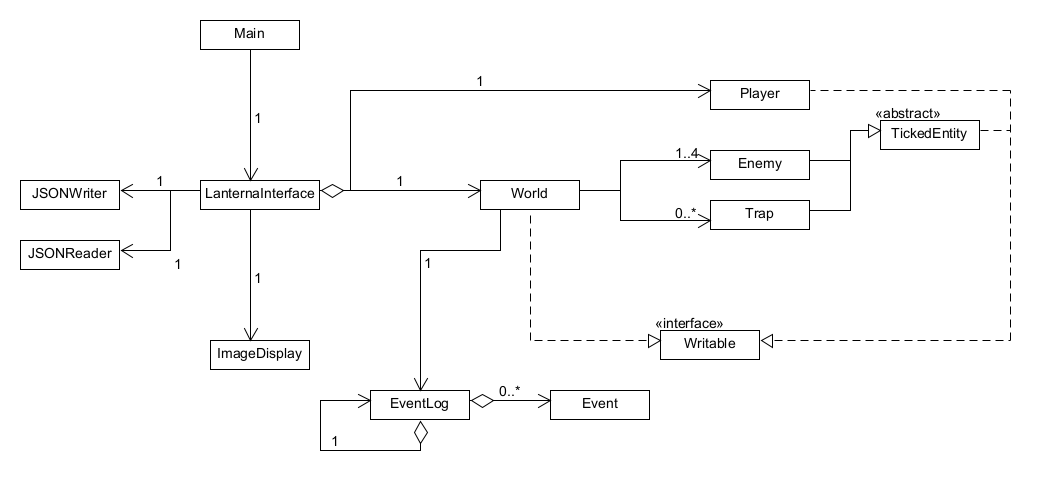 Main
1
Player
«abstract»
TickedEntity
1
1..4
Enemy
JSONWriter
1
LanternaInterface
1
World
0..*
Trap
JSONReader
1
1
1
«interface»
Writable
ImageDisplay
EventLog
0..*
Event
1